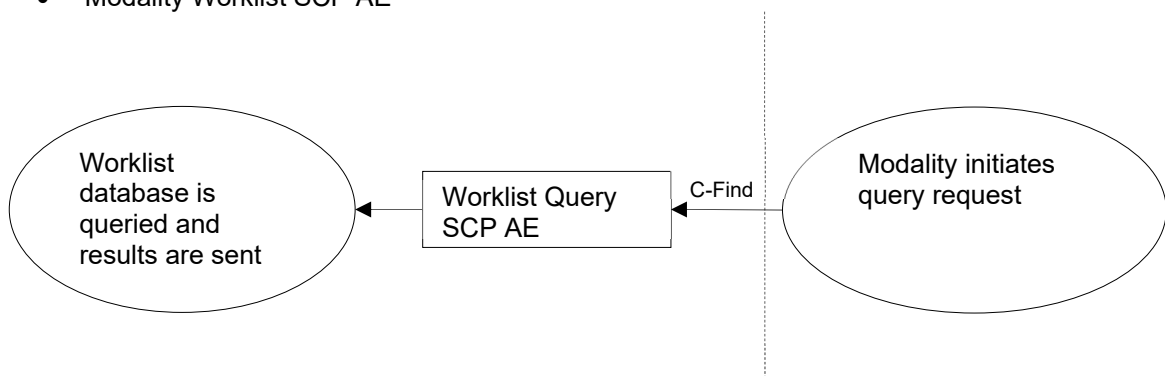 • Modality Worklist SCP AE
Worklist
database is
queried and
results are sent
Worklist Query
SCP AE
C-Find
Modality initiates
query request